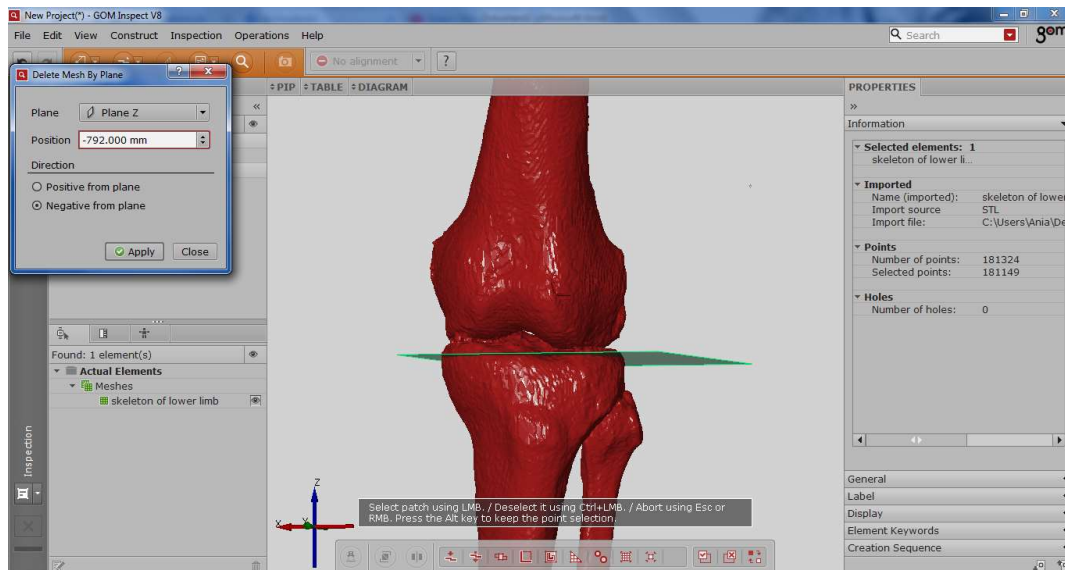 New Project(*) - GOM Inspect V8
File Edit View Construct Inspection Operations Help
Search
gom
No alignment
?
Delete Mesh By Plane
?
Plane Plane Z
Position -792.000 mm
Direction
Positive from plane
Negative from plane
Apply Close
PIP TABLE DIAGRAM
PROPERTIES
»
«
Information
Selected elements: 1
skeleton of lower li...
Imported
Name (imported): skeleton of lower
Import source STL
Import file: C:\Users\Ania\De
Points
Number of points: 181324
Selected points: 181149
Holes
Number of holes: 0
Found: 1 element(s)
Actual Elements
Meshes
skeleton of lower limb
Inspection
Z
X
Y
Select patch using LMB. / Deselect it using Ctrl+LMB. / Abort using Esc or
RMB. Press the Alt key to keep the point selection.
General
Label
Display
Element Keywords
Creation Sequence